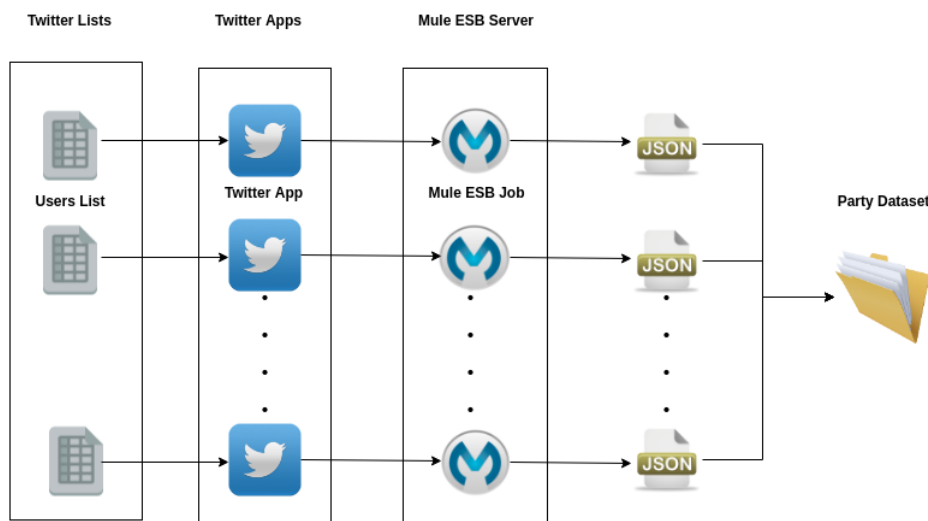 Twitter Lists
Twitter Apps
Mule ESB Server
JSON
Users List
Twitter App
Mule ESB Job
Party Dataset
JSON
JSON